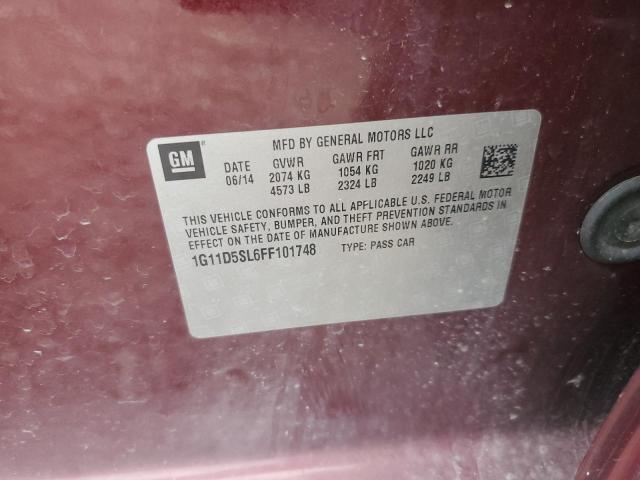 MFD BY GENERAL MOTORS LLC
GM DATE GVWR GAWR FRT GAWR RR
06/14 2074 KG 1054 KG 1020 KG
4573 LB 2324 LB 2249 LB
THIS VEHICLE CONFORMS TO ALL APPLICABLE U.S. FEDERAL MOTOR
VEHICLE SAFETY, BUMPER, AND THEFT PREVENTION STANDARDS IN
EFFECT ON THE DATE OF MANUFACTURE SHOWN ABOVE.
1G11D5SL6FF101748 TYPE: PASS CAR